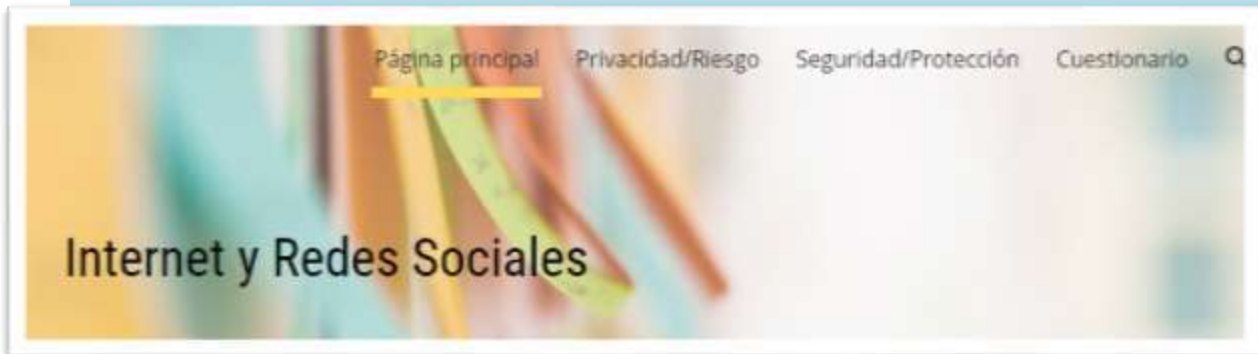 Página principal Privacidad/Riesgo Seguridad/Protección Cuestionario
Internet y Redes Sociales